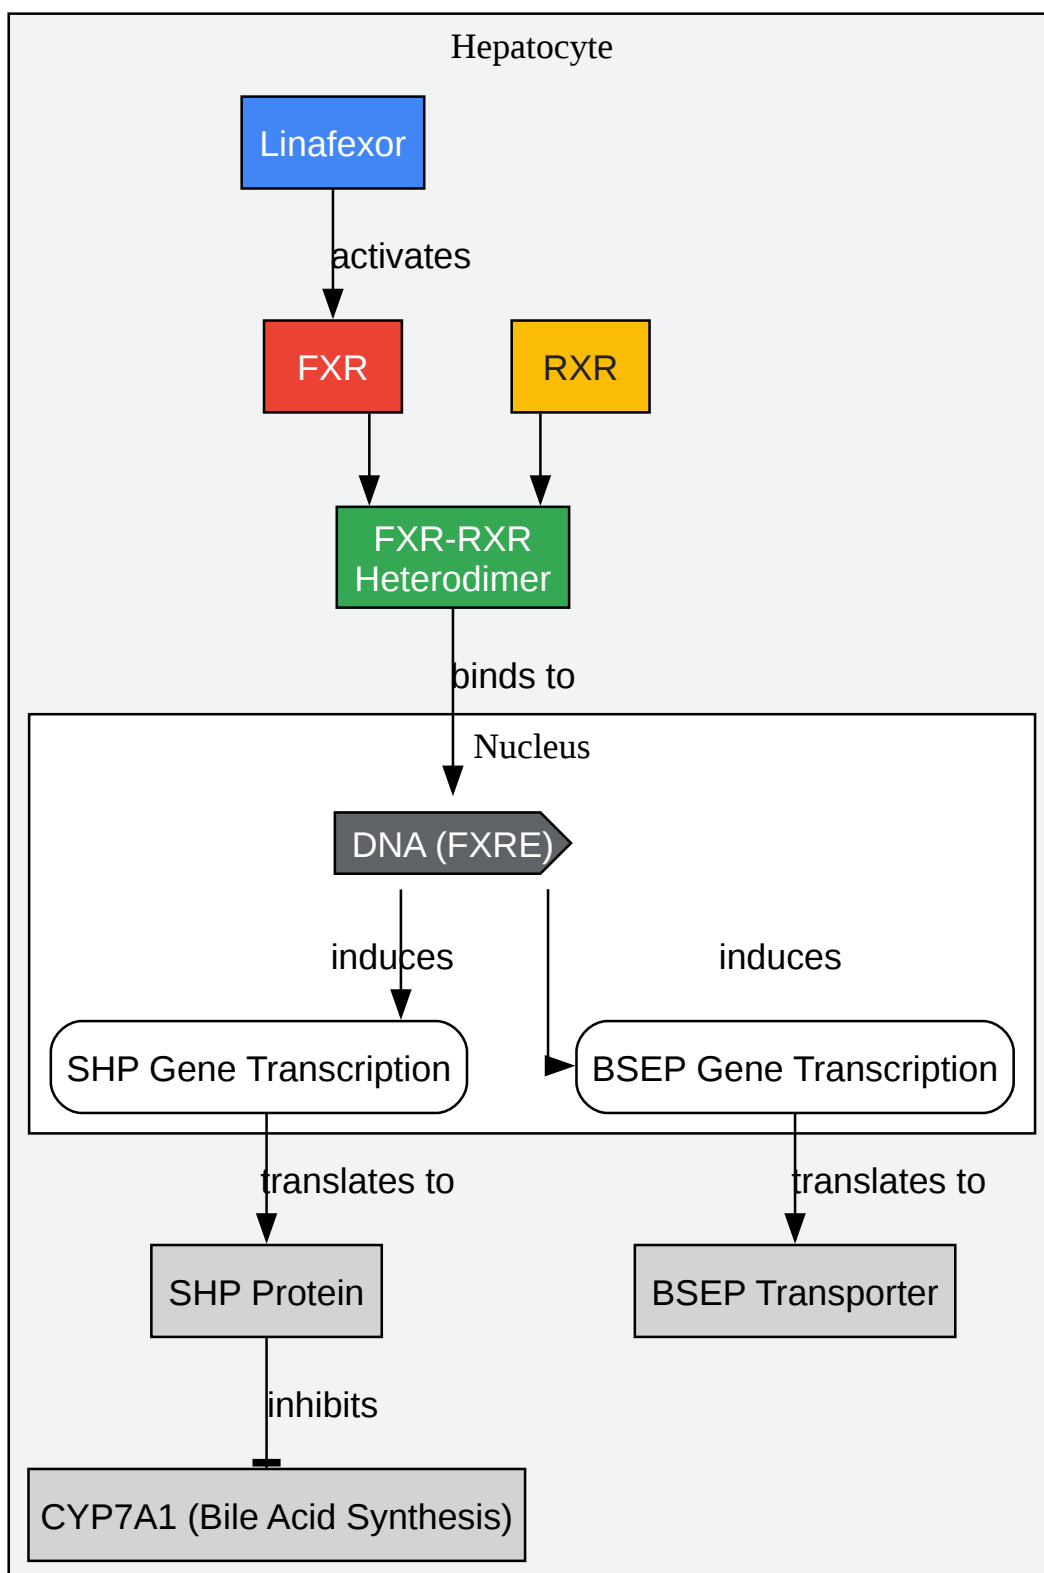 Hepatocyte
Linafexor
activates
FXR
RXR
FXR-RXR
Heterodimer
binds to
Nucleus
DNA (FXRE)
induces
induces
SHP Gene Transcription
BSEP Gene Transcription
translates to
translates to
SHP Protein
BSEP Transporter
inhibits
CYP7A1 (Bile Acid Synthesis)